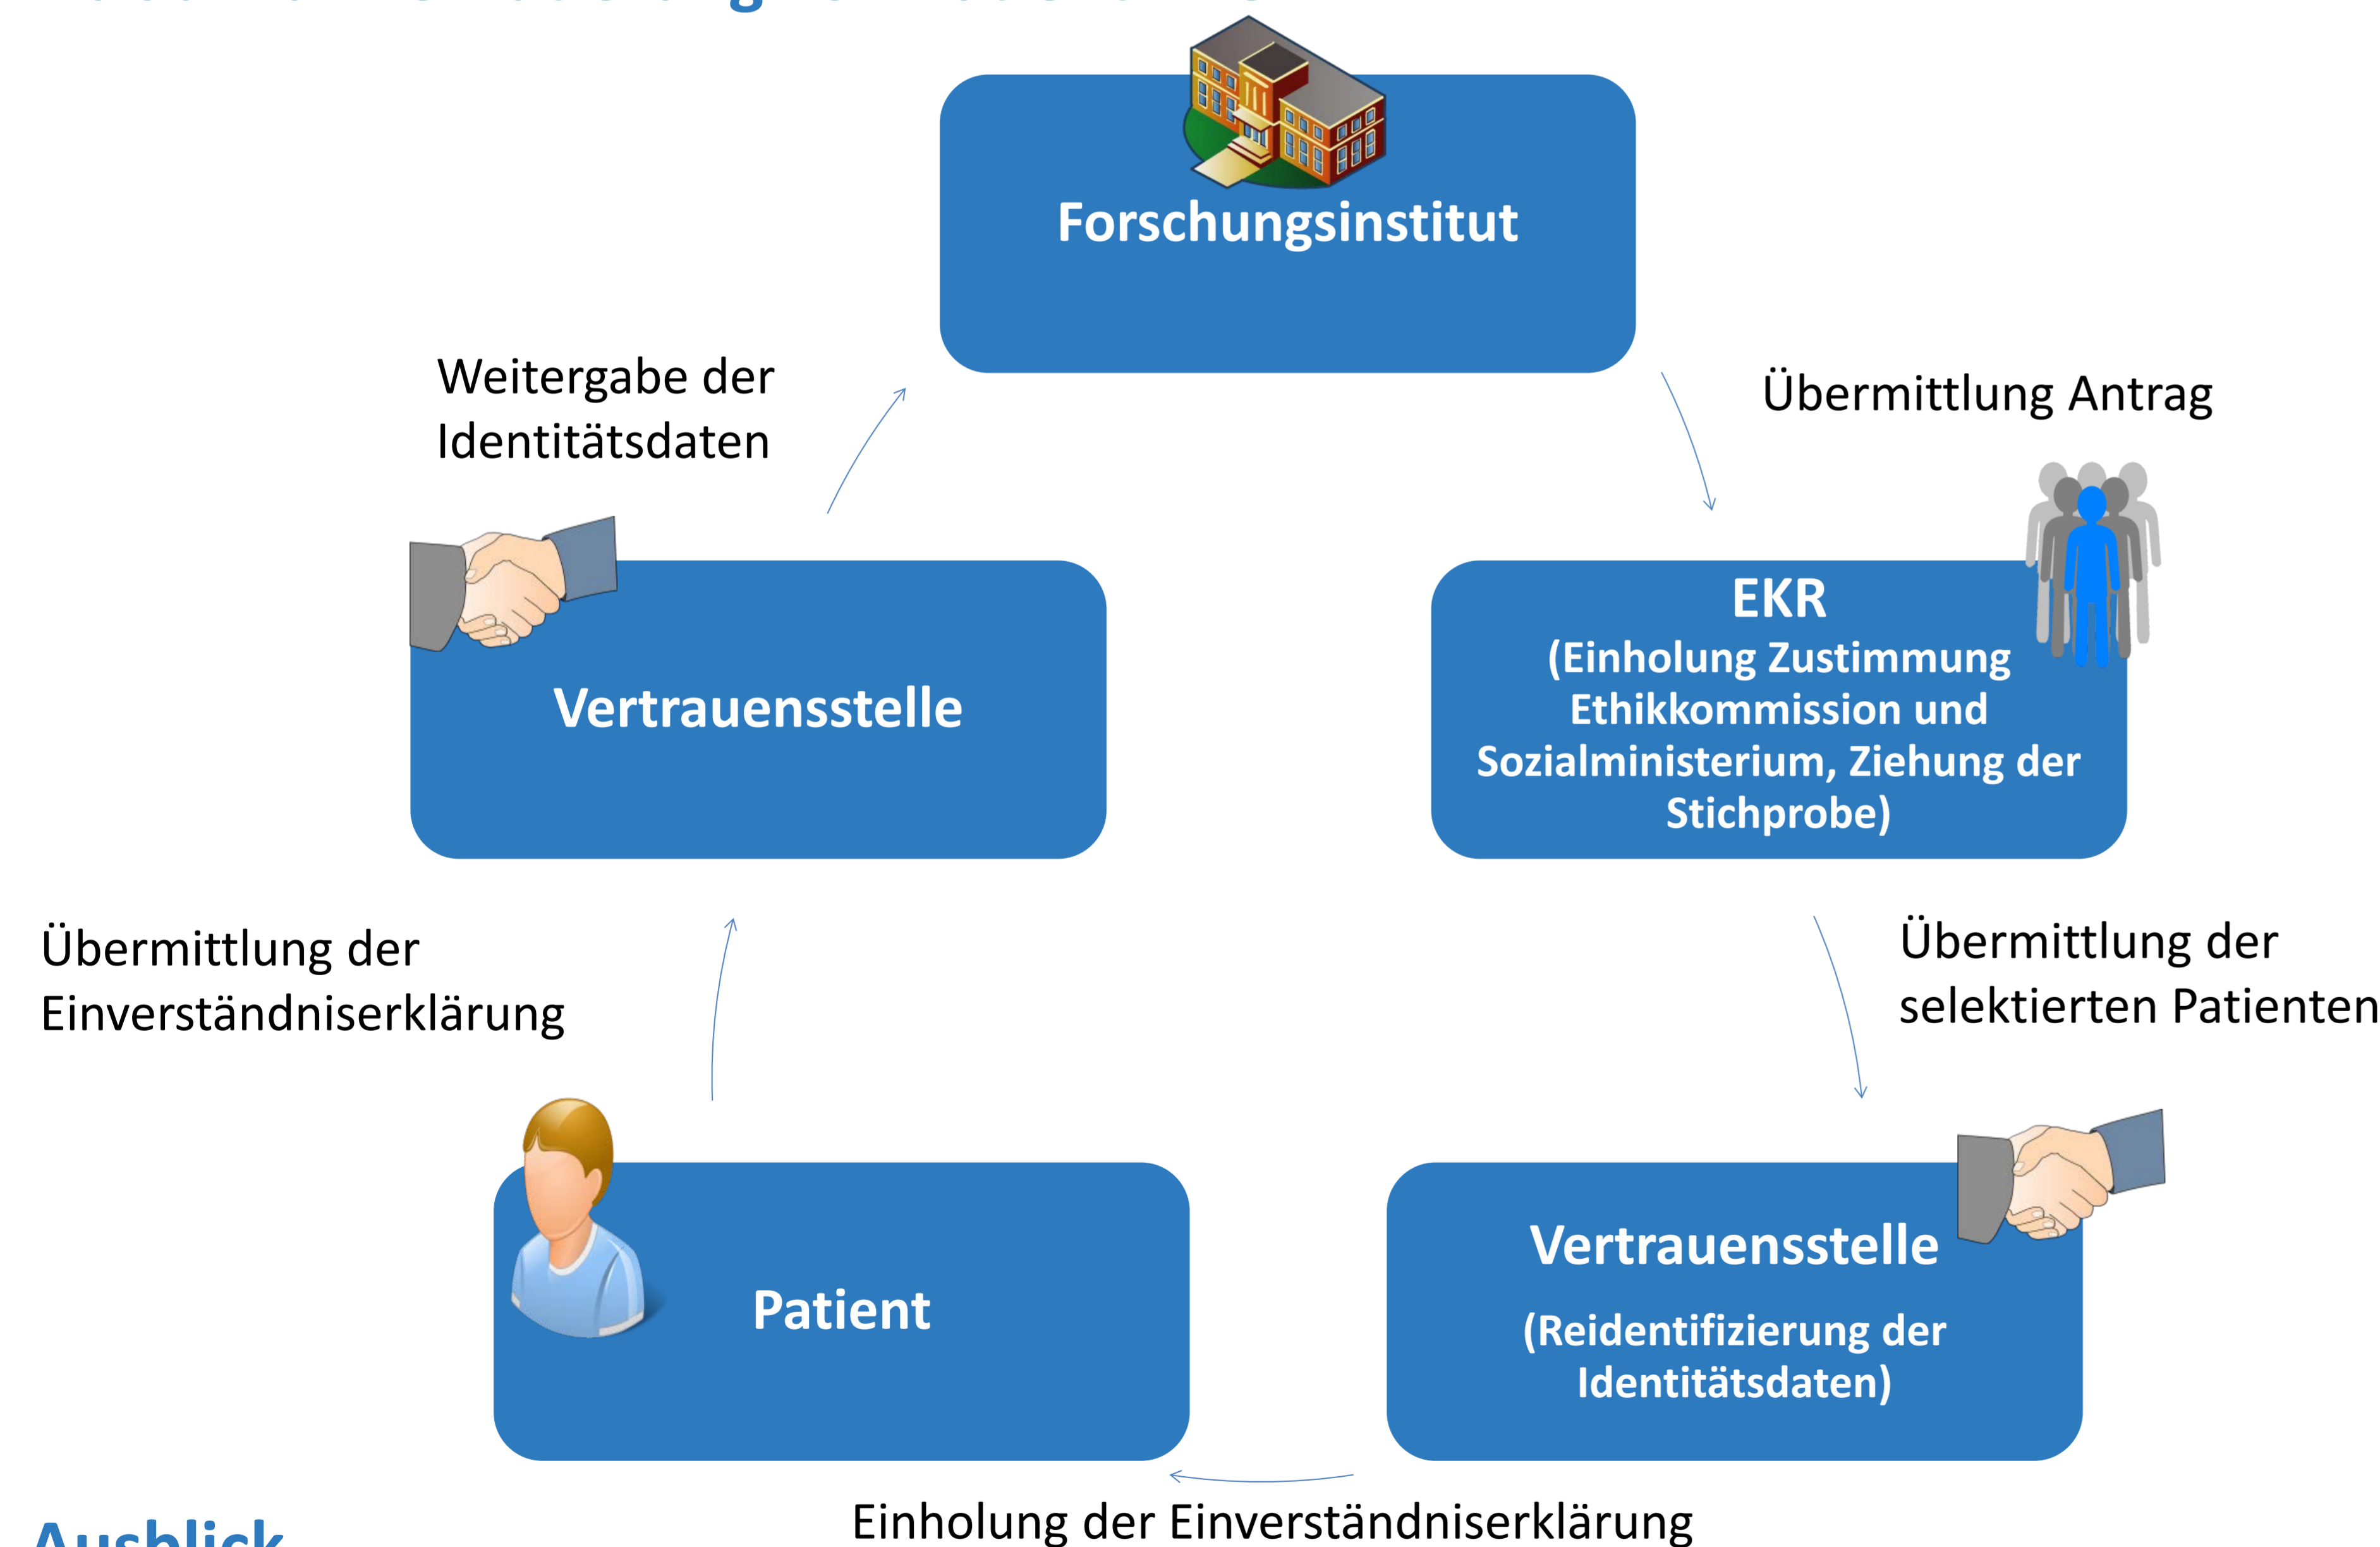 Forschungsinstitut
Weitergabe der
Identitätsdaten
Übermittlung Antrag
Vertrauensstelle
EKR
(Einholung Zustimmung
Ethikkommission und
Sozialministerium, Ziehung der
Stichprobe)
Übermittlung der
Einverständniserklärung
Übermittlung der
selektierten Patienten
Patient
Vertrauensstelle
(Reidentifizierung der
Identitätsdaten)
Einholung der Einverständniserklärung
Ausblick